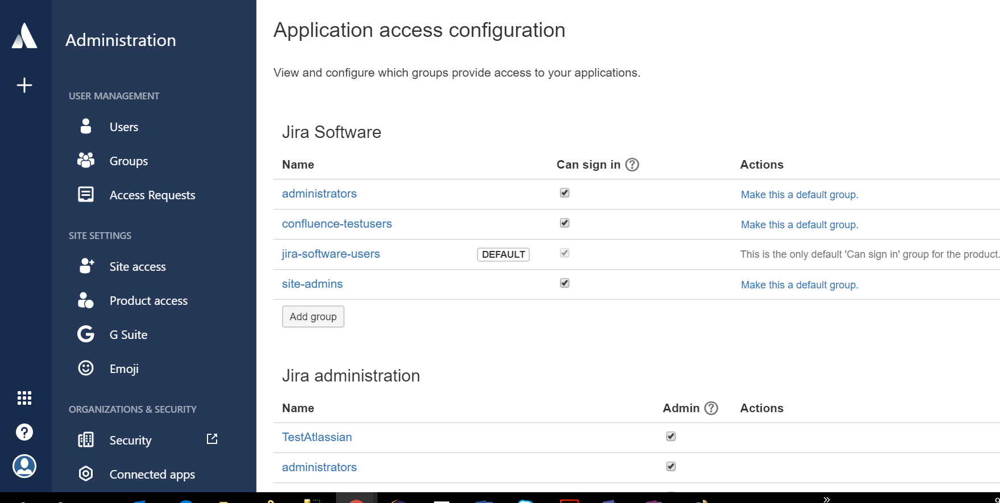 Administration
USER MANAGEMENT
Users
Groups
Access Requests
SITE SETTINGS
Site access
Product access
G Suite
Emoji
ORGANIZATIONS & SECURITY
Security
Connected apps
Application access configuration
View and configure which groups provide access to your applications.
Jira Software
Name Can sign in ? Actions
administrators Make this a default group.
confluence-testusers Make this a default group.
jira-software-users DEFAULT This is the only default 'Can sign in' group for the product.
site-admins Make this a default group.
Add group
Jira administration
Name Admin ? Actions
TestAtlassian
administrators